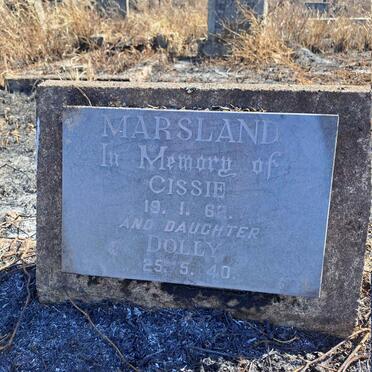 MARSLAND
In Memory of
CISSIE
19. 1. 62.
AND DAUGHTER
DOLLY
25. 5. 40.